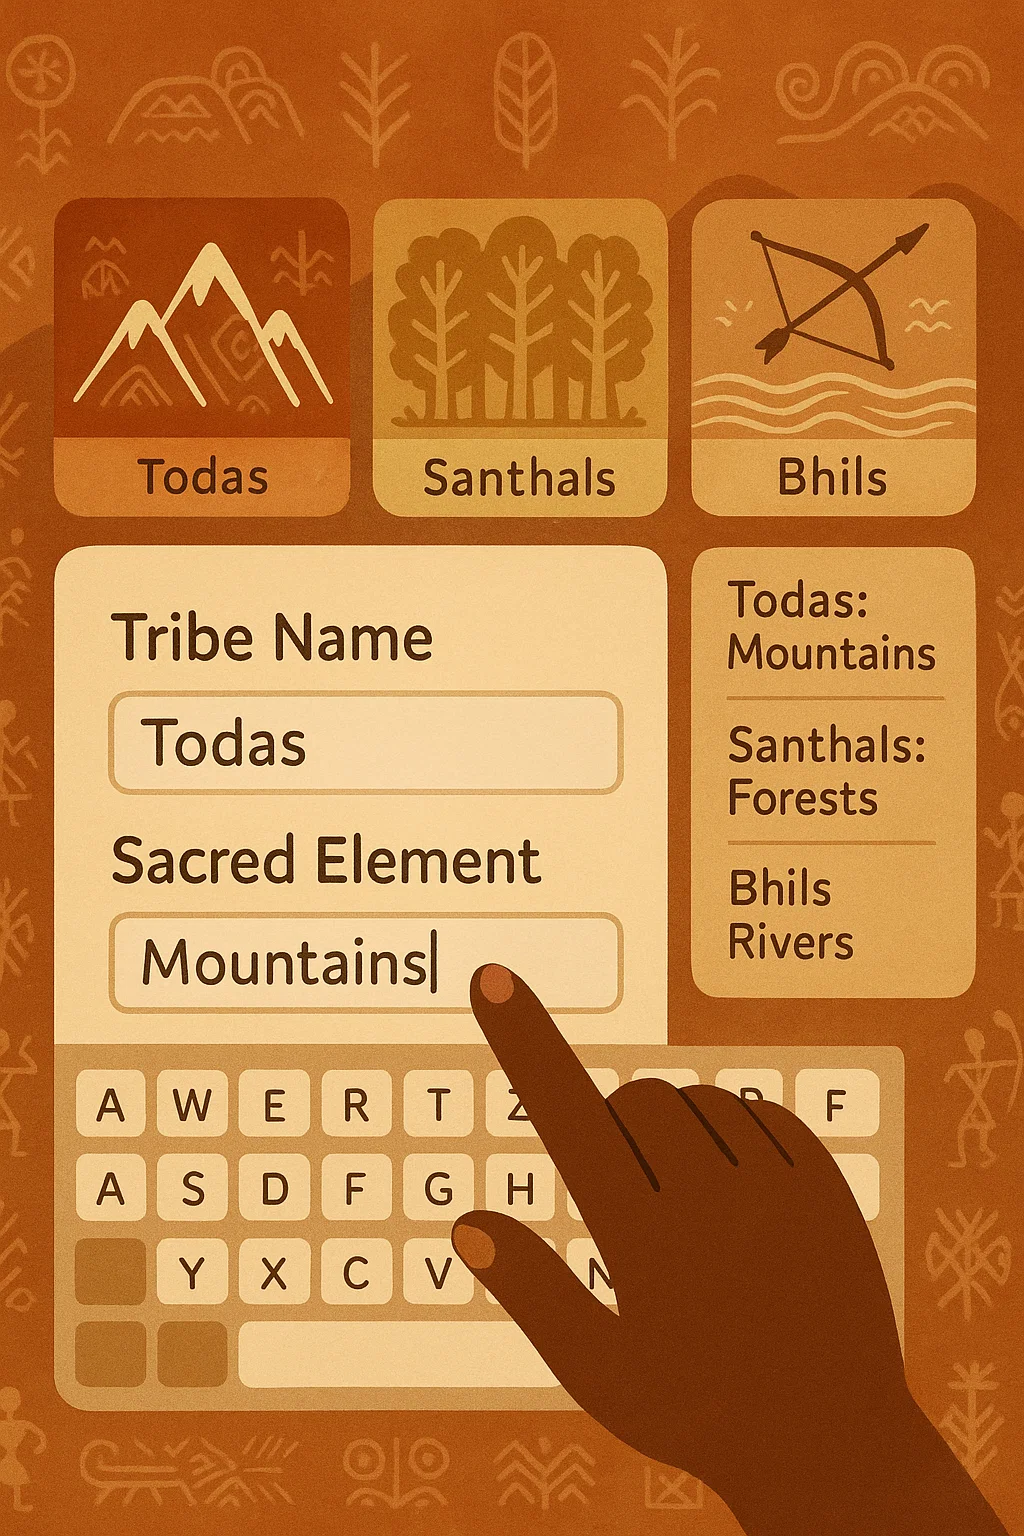 Todas
Santhals
Bhils
Tribe Name
Todas
Sacred Element
Mountains
Todas:
Mountains
Santhals:
Forests
Bhils
Rivers
A W E R T Z F
A S D F G H
Y X C V N